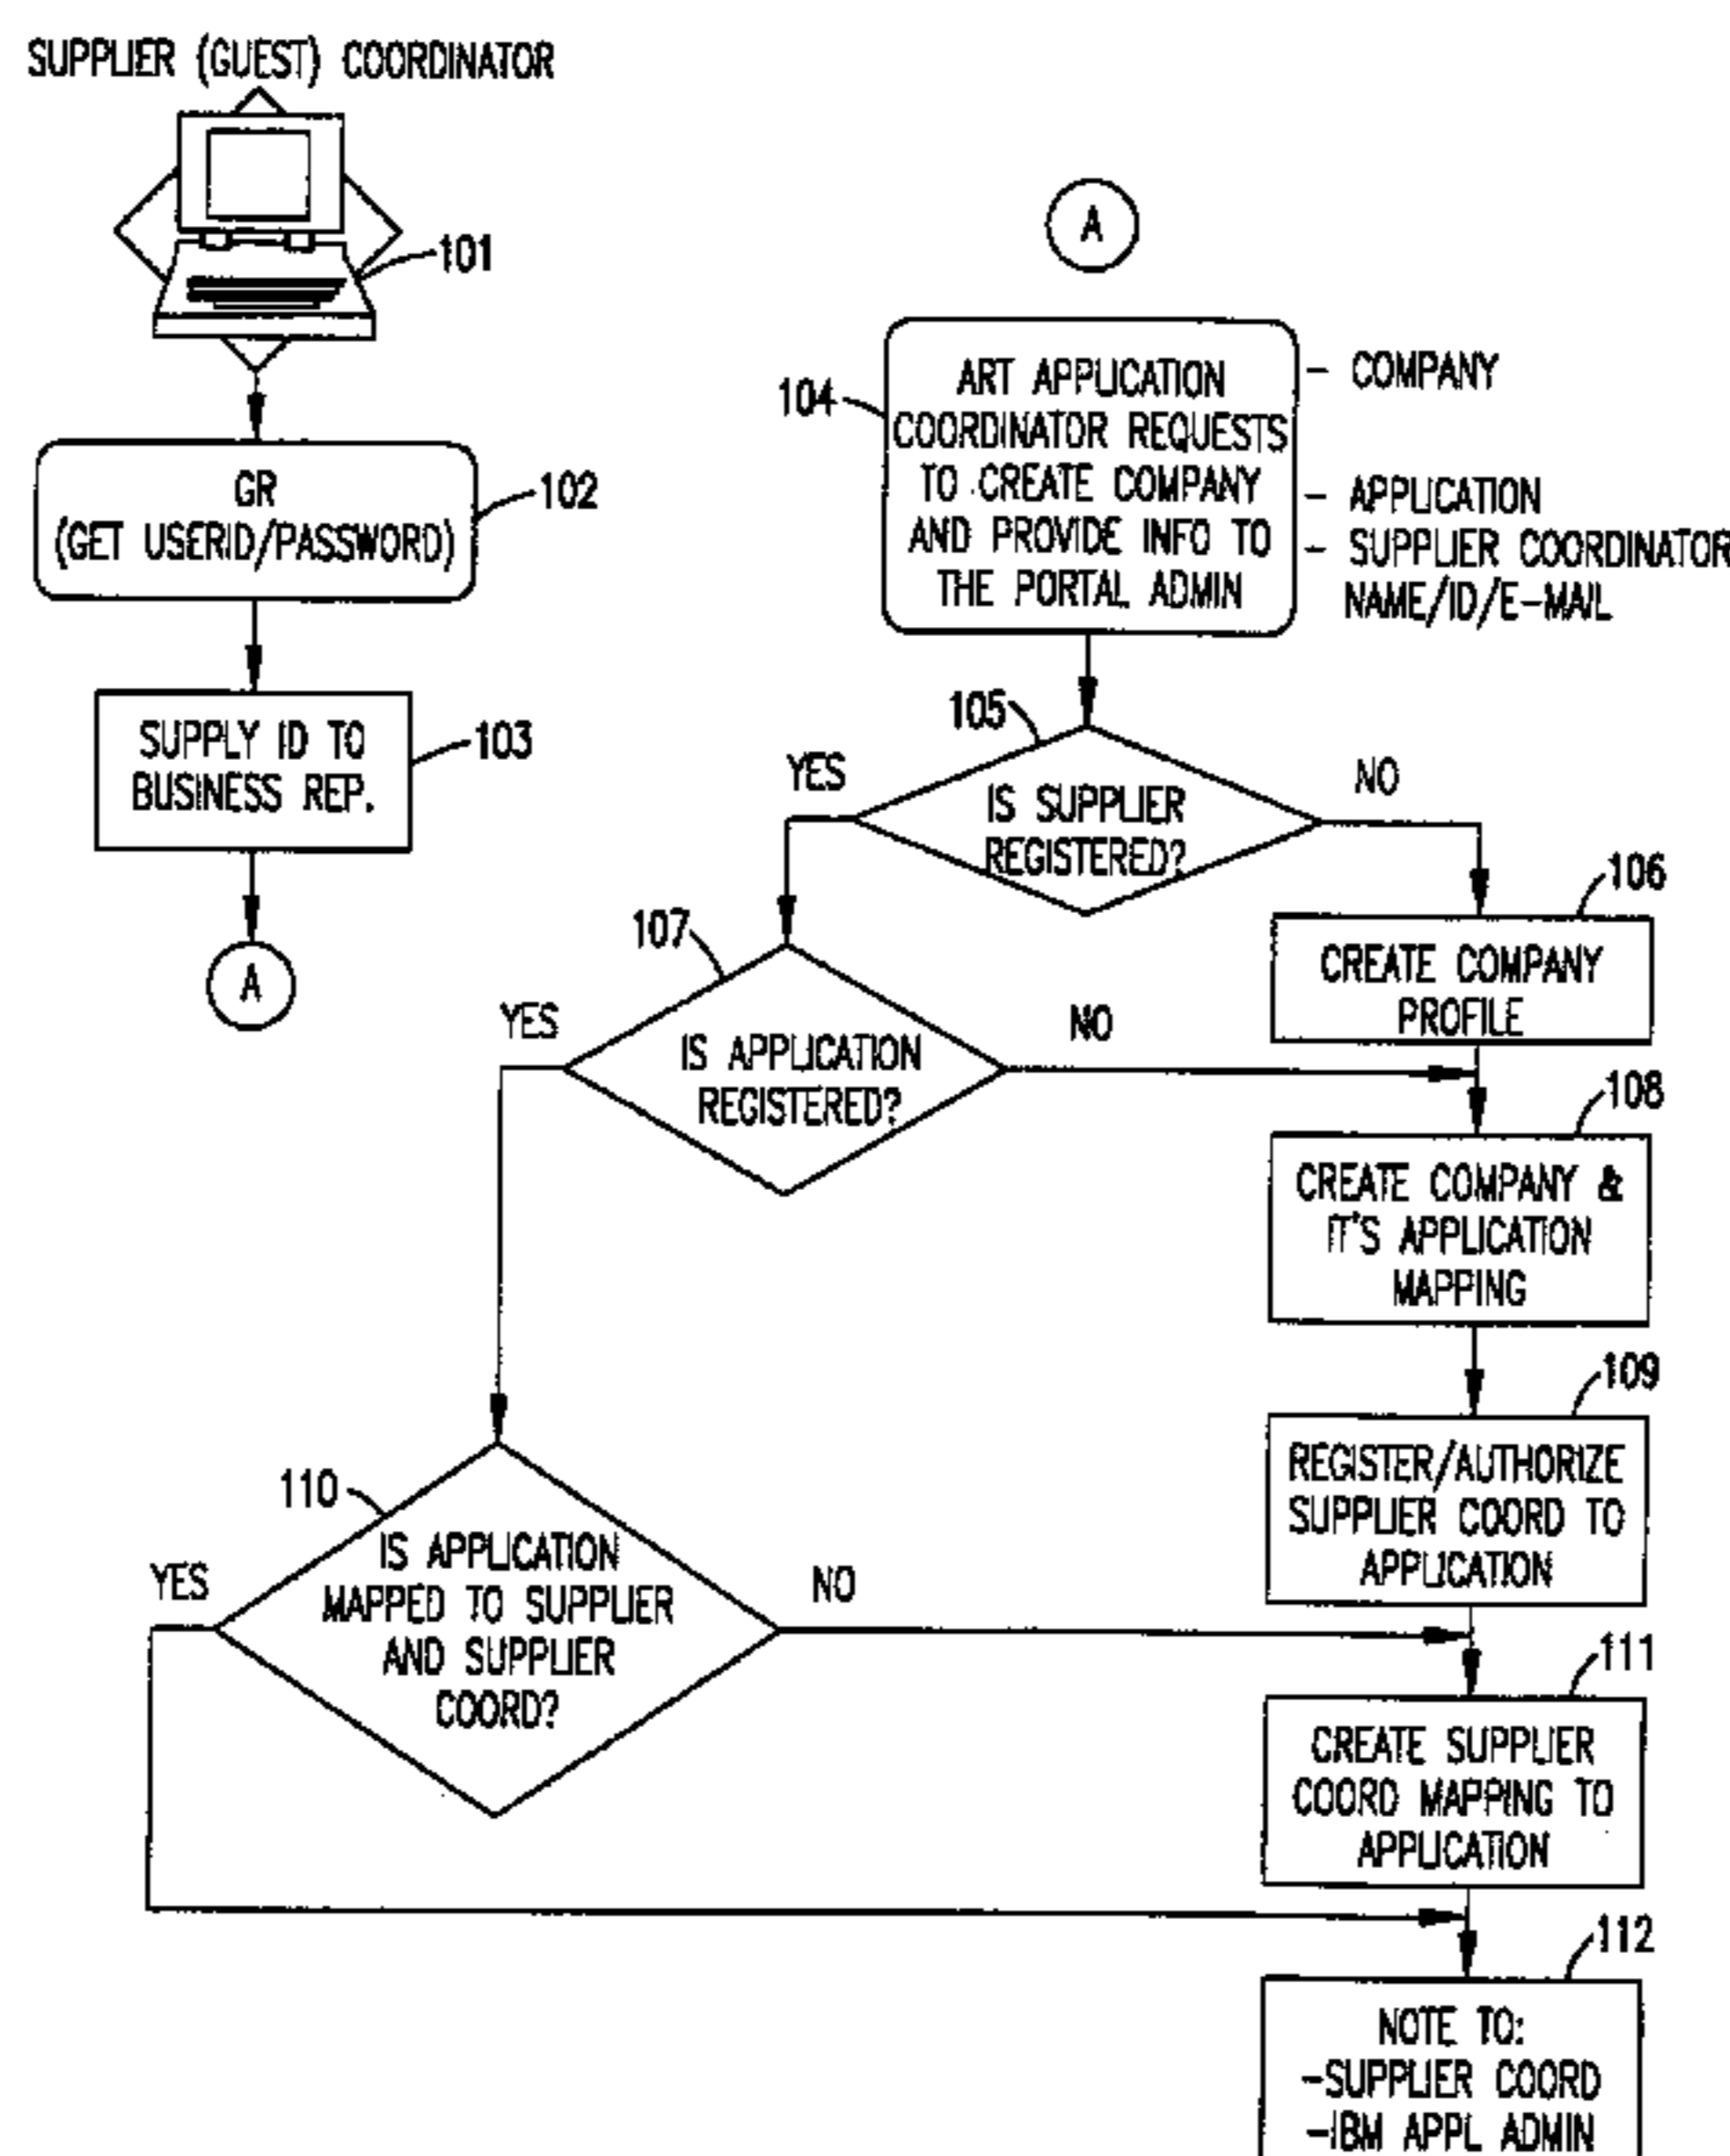 SUPPLIER (GUEST) COORDINATOR
101
GR
(GET USERID/PASSWORD)
102
SUPPLY ID TO
BUSINESS REP.
103
A
A
104
ART APPLICATION
COORDINATOR REQUESTS
TO CREATE COMPANY
AND PROVIDE INFO TO
THE PORTAL ADMIN
- COMPANY
- APPLICATION
- SUPPLIER COORDINATOR
NAME/ID/E-MAIL
105
YES
IS SUPPLIER
REGISTERED?
NO
106
CREATE COMPANY
PROFILE
107
YES
IS APPLICATION
REGISTERED?
NO
108
CREATE COMPANY &
IT'S APPLICATION
MAPPING
109
REGISTER/AUTHORIZE
SUPPLIER COORD TO
APPLICATION
110
YES
IS APPLICATION
MAPPED TO SUPPLIER
AND SUPPLIER
COORD?
NO
111
CREATE SUPPLIER
COORD MAPPING TO
APPLICATION
112
NOTE TO:
-SUPPLIER COORD
-IBM APPL ADMIN